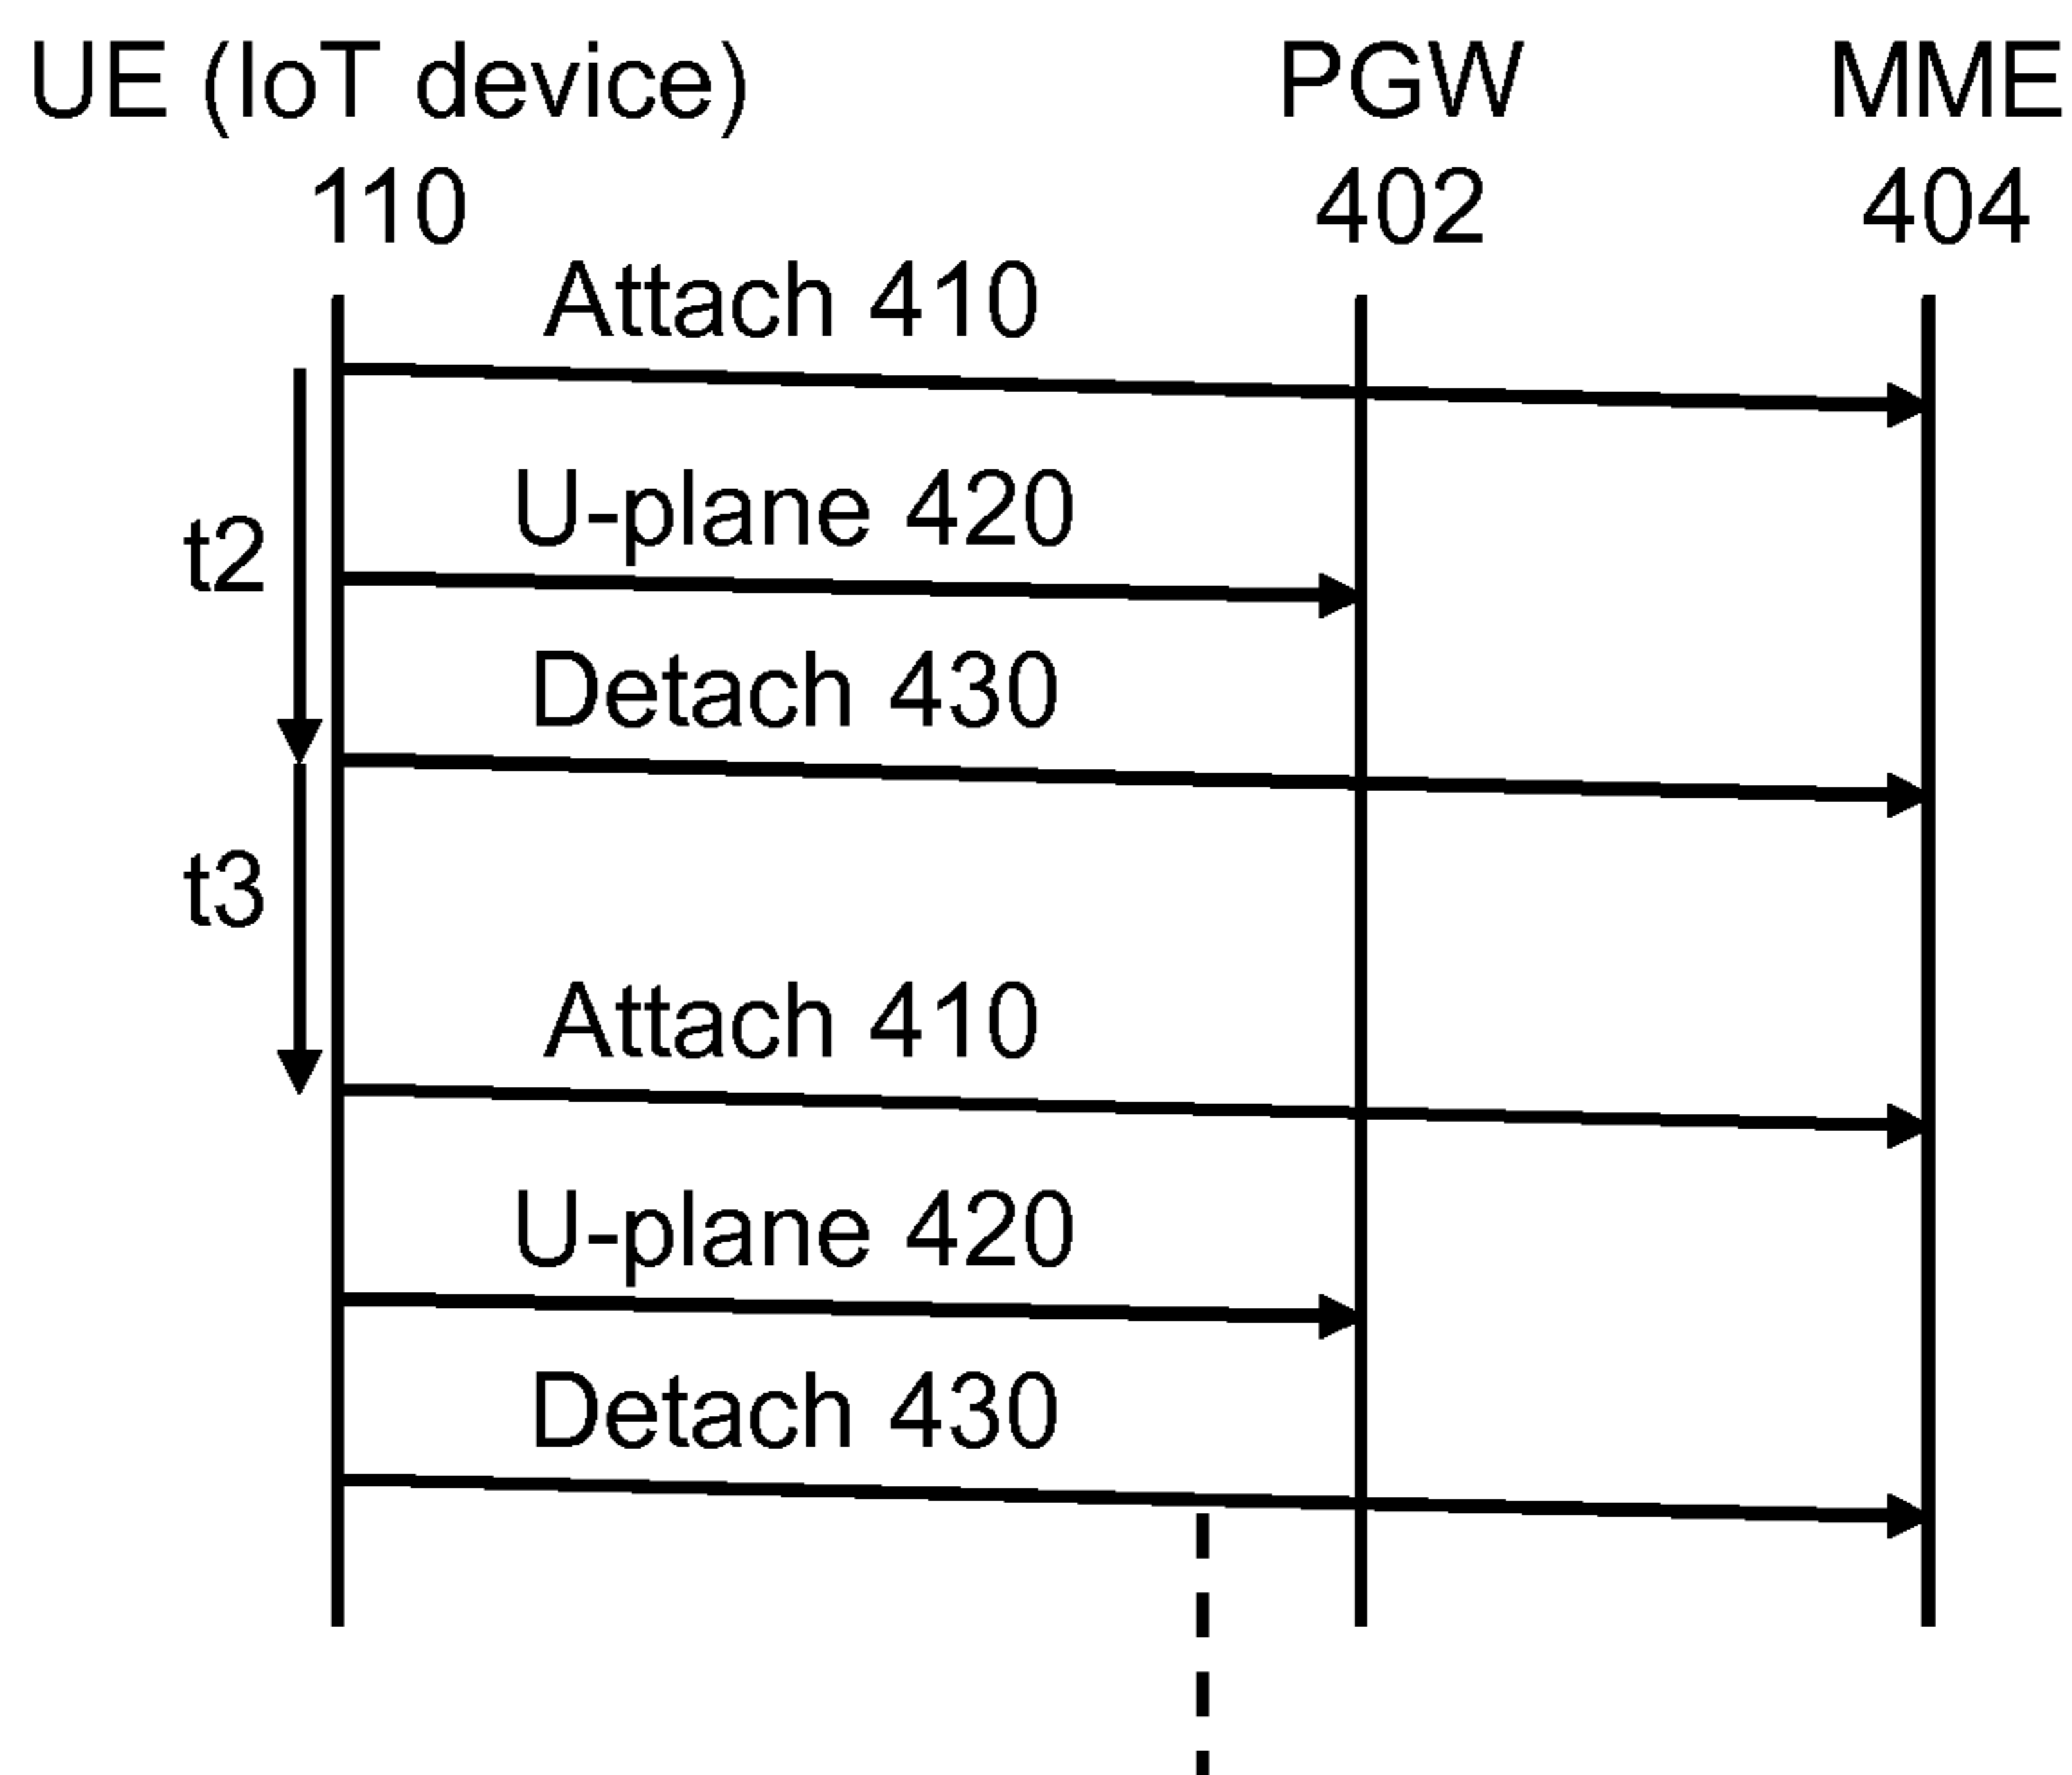 UE (IoT device) PGW MME
110 402 404
Attach 410
U-plane 420
t2
Detach 430
t3
Attach 410
U-plane 420
Detach 430